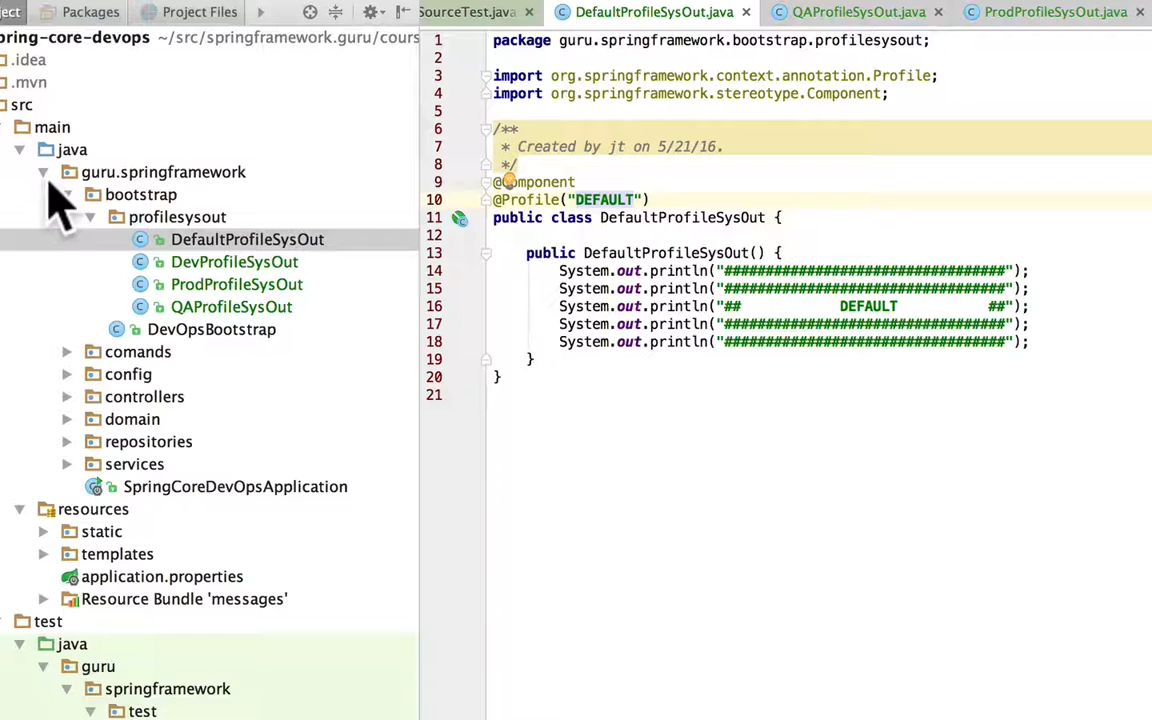 ject Packages Project Files
pring-core-devops ~/src/springframework.guru/cours
.idea
.mvn
src
main
java
guru.springframework
bootstrap
profilesysout
DefaultProfileSysOut
DevProfileSysOut
ProdProfileSysOut
QAProfileSysOut
DevOpsBootstrap
comands
config
controllers
domain
repositories
services
SpringCoreDevOpsApplication
resources
static
templates
application.properties
Resource Bundle 'messages'
test
java
guru
springframework
test
SourceTest.java DefaultProfileSysOut.java QAProfileSysOut.java ProdProfileSysOut.java
1 package guru.springframework.bootstrap.profilesysout;
2
3 import org.springframework.context.annotation.Profile;
4 import org.springframework.stereotype.Component;
5
6 /**
7 * Created by jt on 5/21/16.
8 */
9 @Component
10 @Profile("DEFAULT")
11 public class DefaultProfileSysOut {
12
13 public DefaultProfileSysOut() {
14 System.out.println("##################################");
15 System.out.println("##################################");
16 System.out.println("## DEFAULT ##");
17 System.out.println("##################################");
18 System.out.println("##################################");
19 }
20 }
21